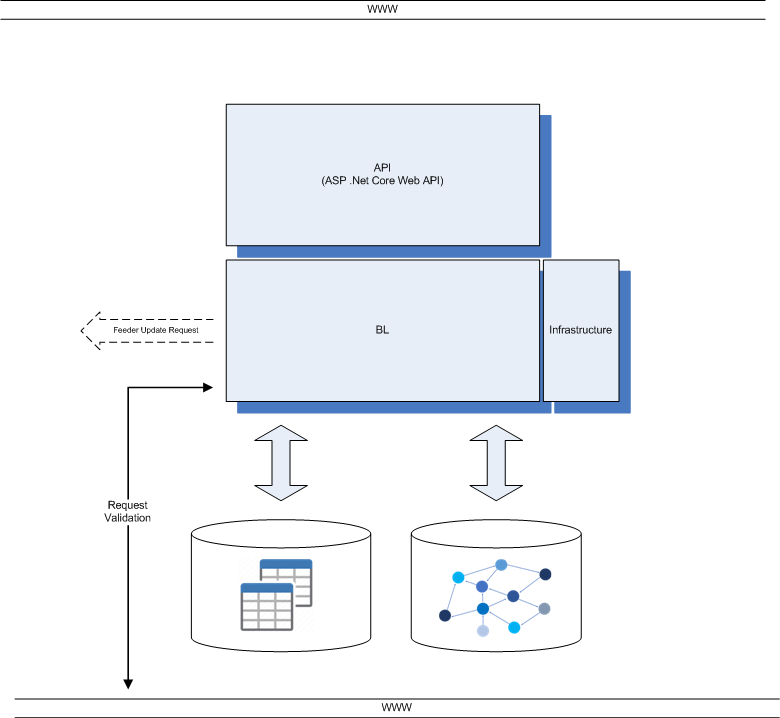 WWW
API
(ASP .Net Core Web API)
Feeder Update Request
BL
Infrastructure
Request
Validation
WWW